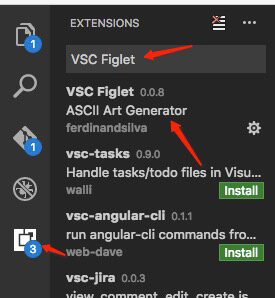 EXTENSIONS
VSC Figlet
1
VSC Figlet 0.0.8
ASCII Art Generator
ferdinandsilva
vsc-tasks 0.9.0
Handle tasks/todo files in Visu...
walli
Install
1
vsc-angular-cli 0.1.1
run angular-cli commands fro...
web-dave
Install
3
vsc-jira 0.0.3
view, comment, edit, create is